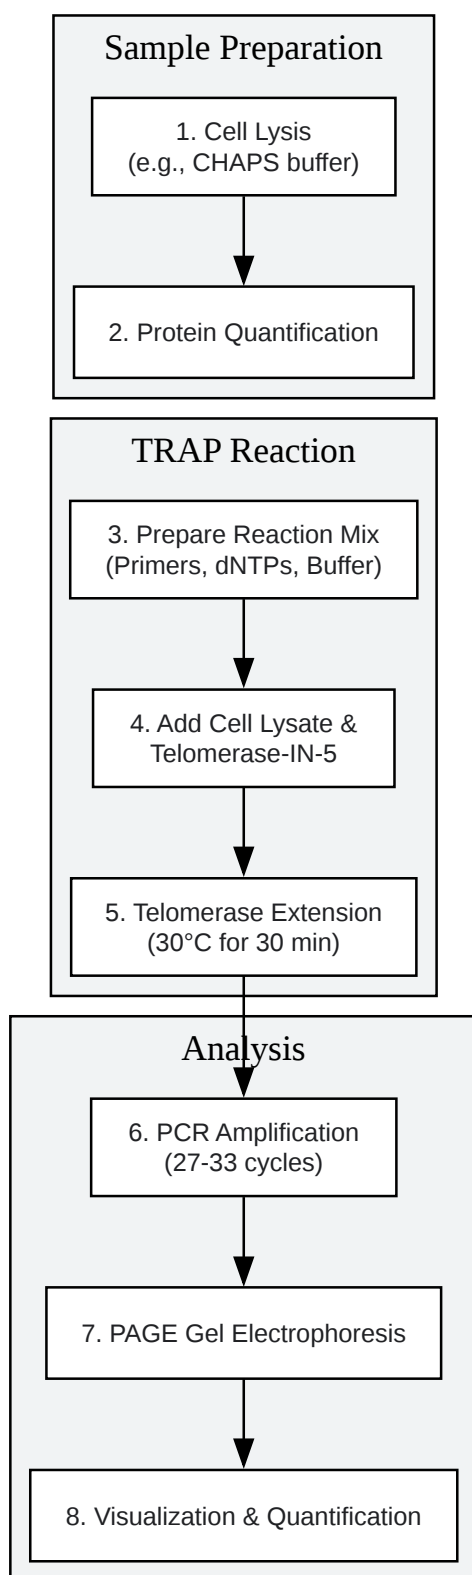 Sample Preparation
1. Cell Lysis
(e.g., CHAPS buffer)
2. Protein Quantification
TRAP Reaction
3. Prepare Reaction Mix
(Primers, dNTPs, Buffer)
4. Add Cell Lysate &
Telomerase-IN-5
5. Telomerase Extension
(30°C for 30 min)
Analysis
6. PCR Amplification
(27-33 cycles)
7. PAGE Gel Electrophoresis
8. Visualization & Quantification